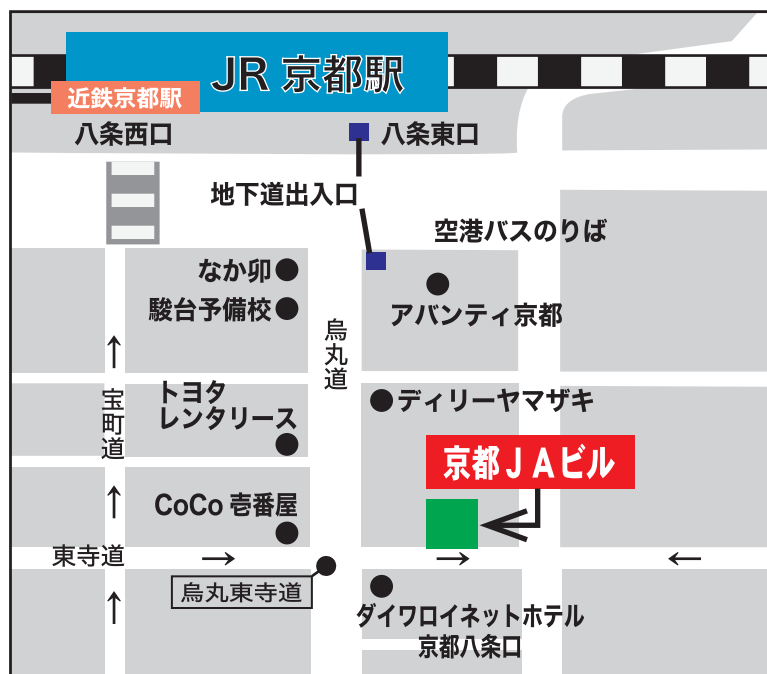 JR 京都駅
近鉄京都駅
八条西口
八条東口
地下道出入口
空港バスのりば
なか卯
駿台予備校
アバンティ京都
烏丸道
トヨタ
レンタリース
ディリーヤマザキ
宝町道
京都ＪＡビル
CoCo 壱番屋
東寺道
烏丸東寺道
ダイワロイネットホテル
京都八条口